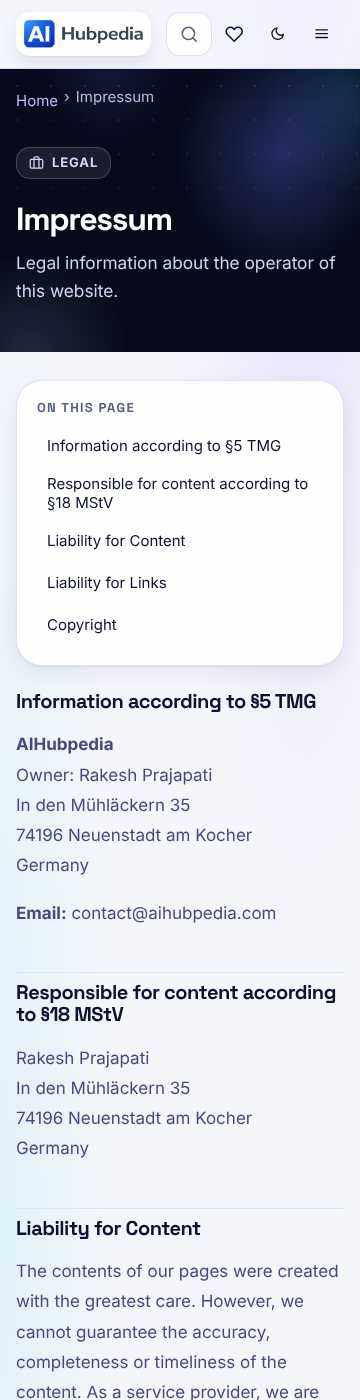 AI Hubpedia
Home › Impressum
LEGAL
Impressum
Legal information about the operator of
this website.
ON THIS PAGE
Information according to §5 TMG
Responsible for content according to
§18 MStV
Liability for Content
Liability for Links
Copyright
Information according to §5 TMG
AIHubpedia
Owner: Rakesh Prajapati
In den Mühläckern 35
74196 Neuenstadt am Kocher
Germany
Email: contact@aihubpedia.com
Responsible for content according
to §18 MStV
Rakesh Prajapati
In den Mühläckern 35
74196 Neuenstadt am Kocher
Germany
Liability for Content
The contents of our pages were created
with the greatest care. However, we
cannot guarantee the accuracy,
completeness or timeliness of the
content. As a service provider, we are